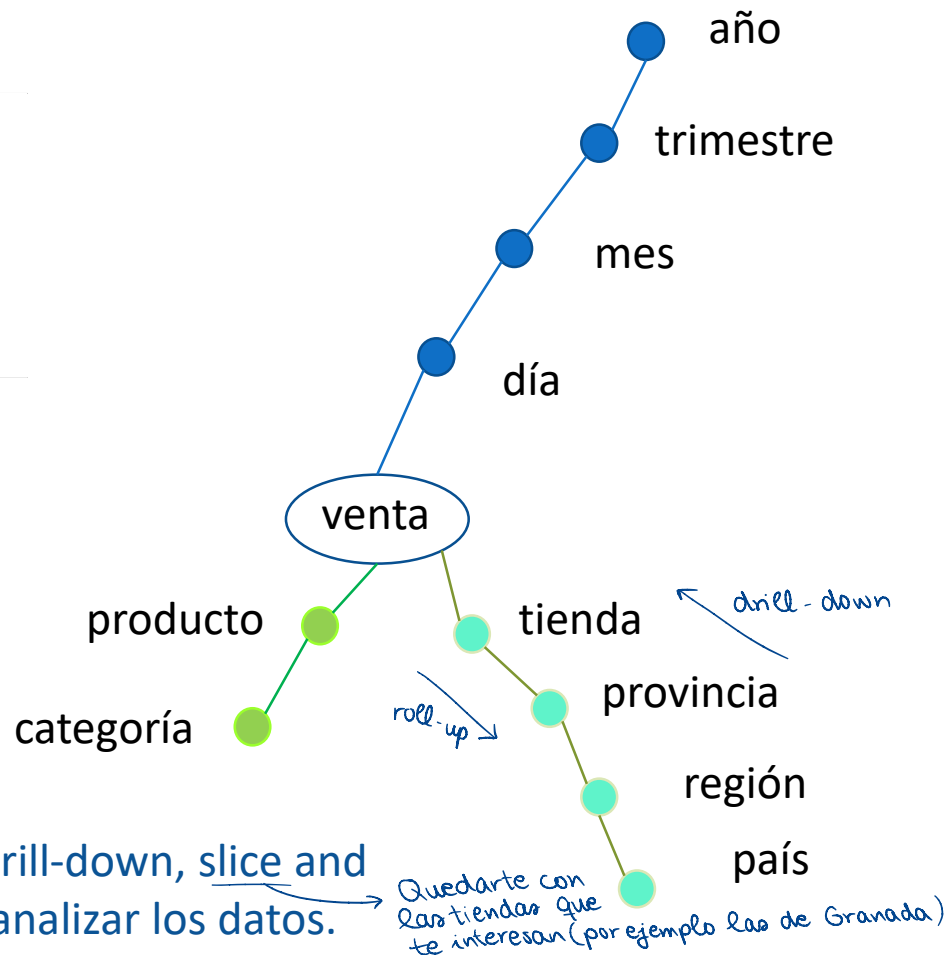 año
trimestre
mes
día
venta
producto
tienda
drill-down
provincia
roll-up
categoría
región
país
rill-down, slice and
analizar los datos.
Quedarte con
las tiendas que
te interesan (por ejemplo las de Granada)